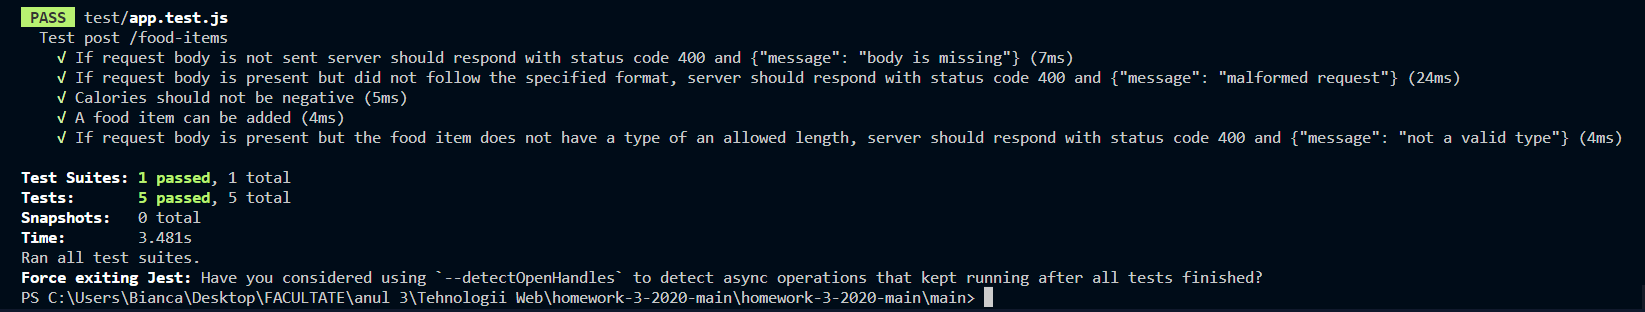 PASS test/app.test.js
Test post /food-items
√ If request body is not sent server should respond with status code 400 and {"message": "body is missing"} (7ms)
√ If request body is present but did not follow the specified format, server should respond with status code 400 and {"message": "malformed request"} (24ms)
√ Calories should not be negative (5ms)
√ A food item can be added (4ms)
√ If request body is present but the food item does not have a type of an allowed length, server should respond with status code 400 and {"message": "not a valid type"} (4ms)
Test Suites: 1 passed, 1 total
Tests: 5 passed, 5 total
Snapshots: 0 total
Time: 3.481s
Ran all test suites.
Force exiting Jest: Have you considered using `--detectOpenHandles` to detect async operations that kept running after all tests finished?
PS C:\Users\Bianca\Desktop\FACULTATE\anul 3\Tehnologii Web\homework-3-2020-main\homework-3-2020-main\main>